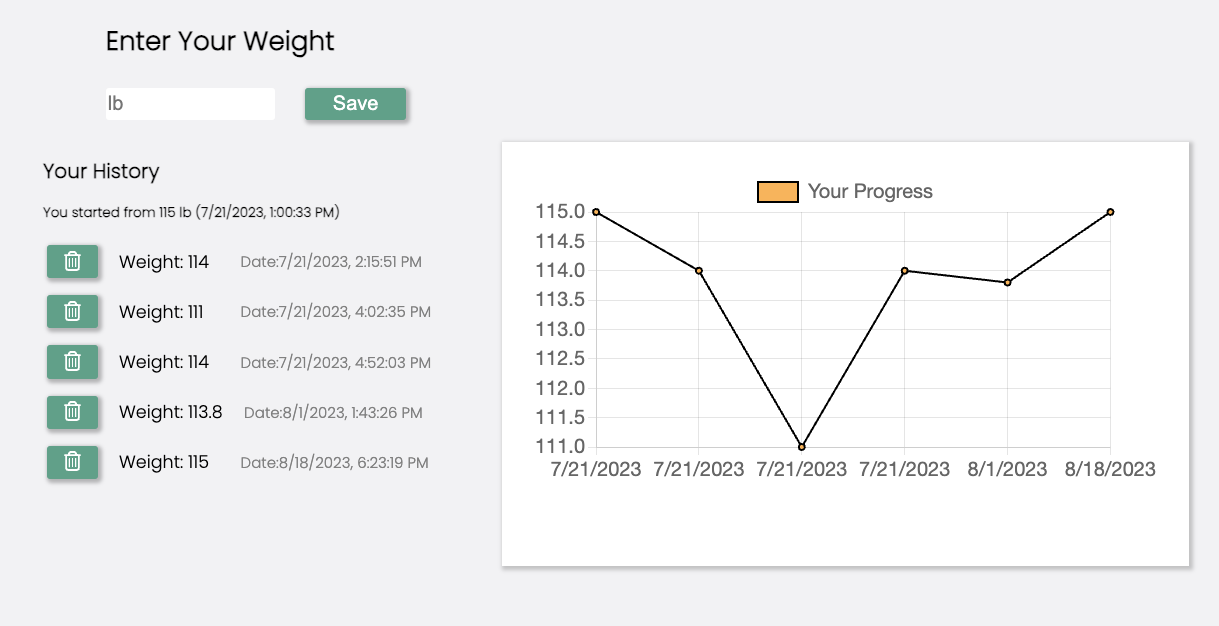 Enter Your Weight
lb
Save
Your History
You started from 115 lb (7/21/2023, 1:00:33 PM)
Weight: 114 Date:7/21/2023, 2:15:51 PM
Weight: 111 Date:7/21/2023, 4:02:35 PM
Weight: 114 Date:7/21/2023, 4:52:03 PM
Weight: 113.8 Date:8/1/2023, 1:43:26 PM
Weight: 115 Date:8/18/2023, 6:23:19 PM
Your Progress
115.0
114.5
114.0
113.5
113.0
112.5
112.0
111.5
111.0
7/21/2023 7/21/2023 7/21/2023 7/21/2023 8/1/2023 8/18/2023